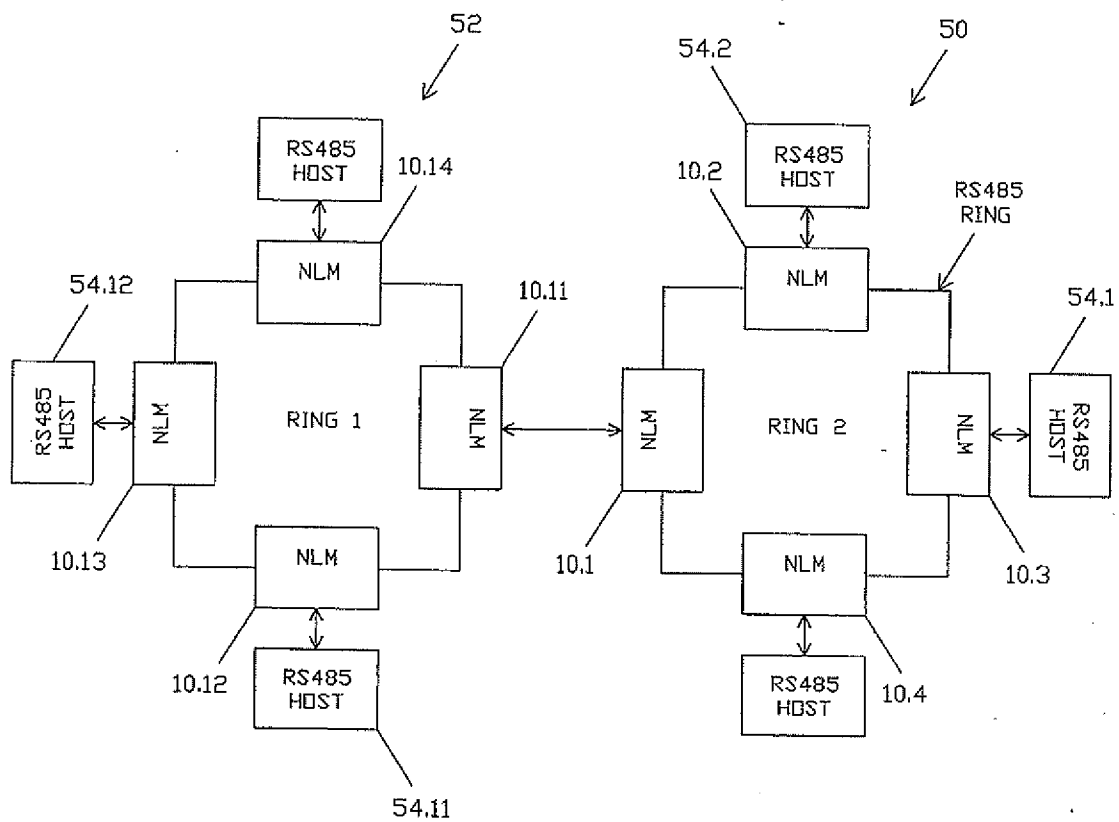 52
50
54.2
RS485
HOST
10.14
RS485
HOST
10.2
RS485
RING
NLM
NLM
54.12
10.11
54.1
RS485
HOST
NLM
RING 1
NLM
NLM
RING 2
NLM
RS485
HOST
10.13
NLM
10.1
NLM
10.3
10.12
RS485
HOST
RS485
HOST
10.4
54.11